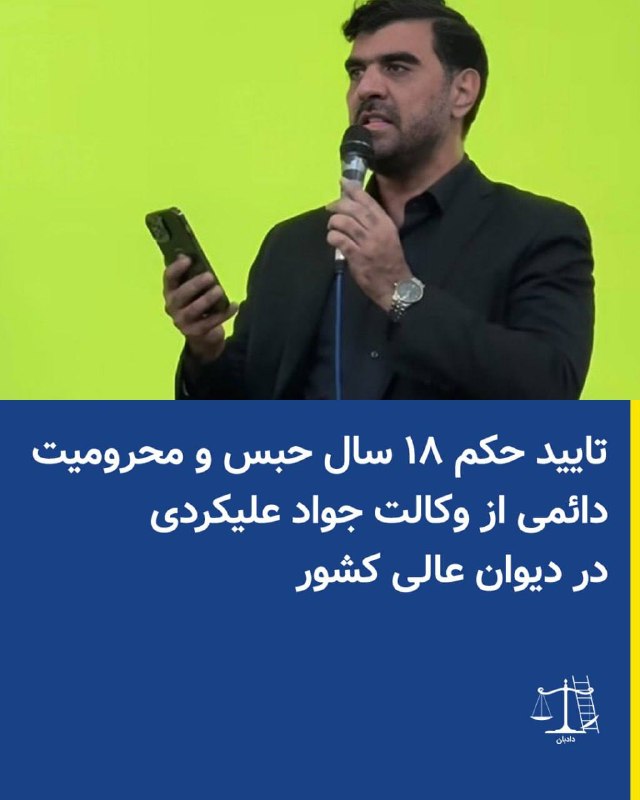 تایید حکم ۱۸ سال حبس و محرومیت
دائمی از وکالت جواد علیکردی
در دیوان عالی کشور
دادبان